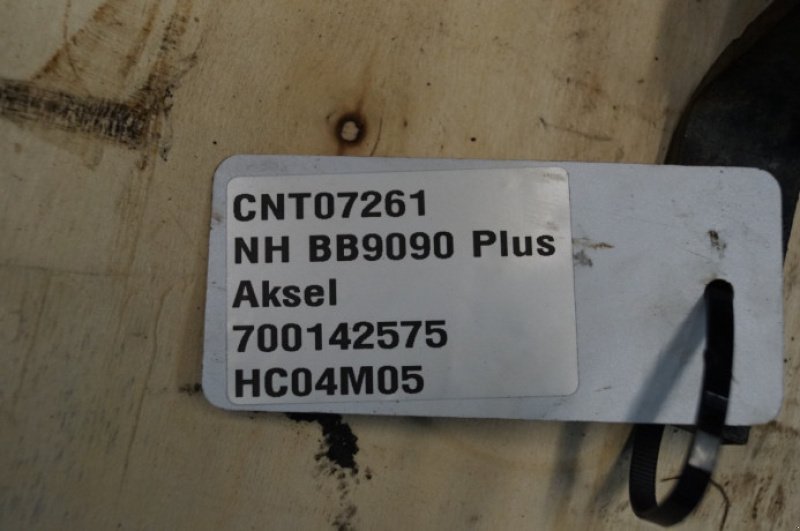 CNT07261
NH BB9090 Plus
Aksel
700142575
HC04M05